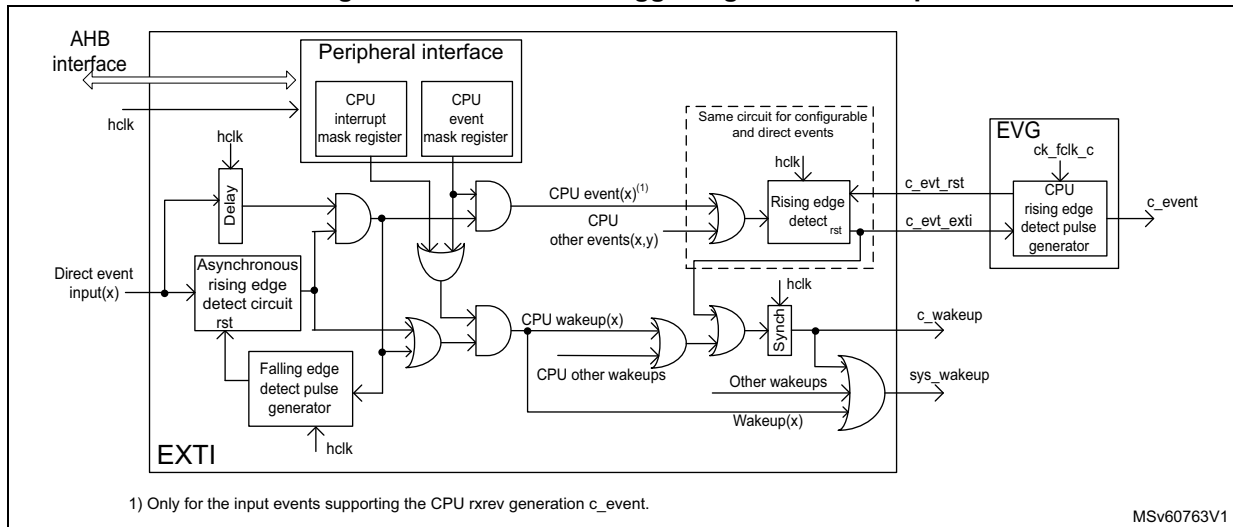 AHB
interface
Peripheral interface
CPU
interrupt
mask register
CPU
event
mask register
hclk
hclk
Delay
Same circuit for configurable
and direct events
hclk
Rising edge
detect
rst
EVG
ck_fclk_c
CPU
rising edge
detect pulse
generator
c_evt_rst
c_evt_exti
c_event
CPU event(x)(1)
CPU
other events(x,y)
Direct event
input(x)
Asynchronous
rising edge
detect circuit
rst
Falling edge
detect pulse
generator
hclk
CPU wakeup(x)
CPU other wakeups
hclk
Synch
c_wakeup
Other wakeups
sys_wakeup
Wakeup(x)
EXTI
1) Only for the input events supporting the CPU rxrev generation c_event.
MSv60763V1